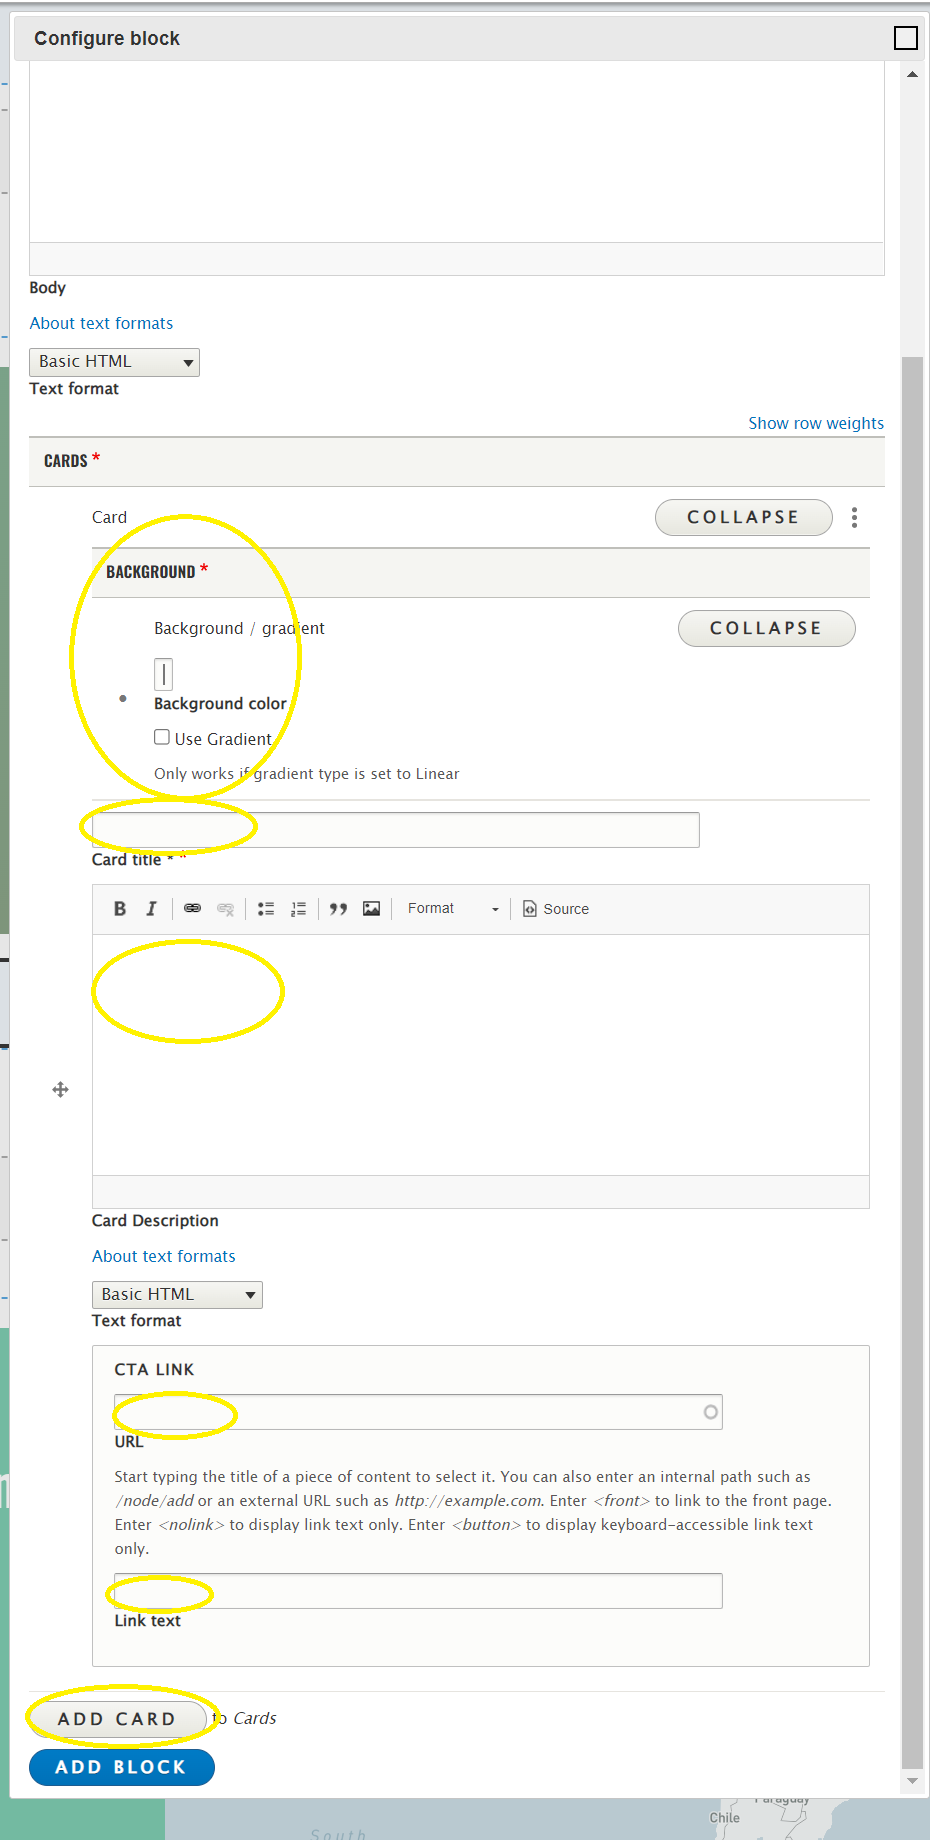 Configure block
Body
About text formats
Basic HTML
Text format
Show row weights
CARDS *
Card
COLLAPSE
BACKGROUND *
Background / gradient
COLLAPSE
Background color
Use Gradient
Only works if gradient type is set to Linear
Card title * *
B I Format Source
Card Description
About text formats
Basic HTML
Text format
CTA LINK
URL
Start typing the title of a piece of content to select it. You can also enter an internal path such as
/node/add or an external URL such as http://example.com. Enter <front> to link to the front page.
Enter <nolink> to display link text only. Enter <button> to display keyboard-accessible link text
only.
Link text
ADD CARD to Cards
ADD BLOCK
Paraguay
Chile
South